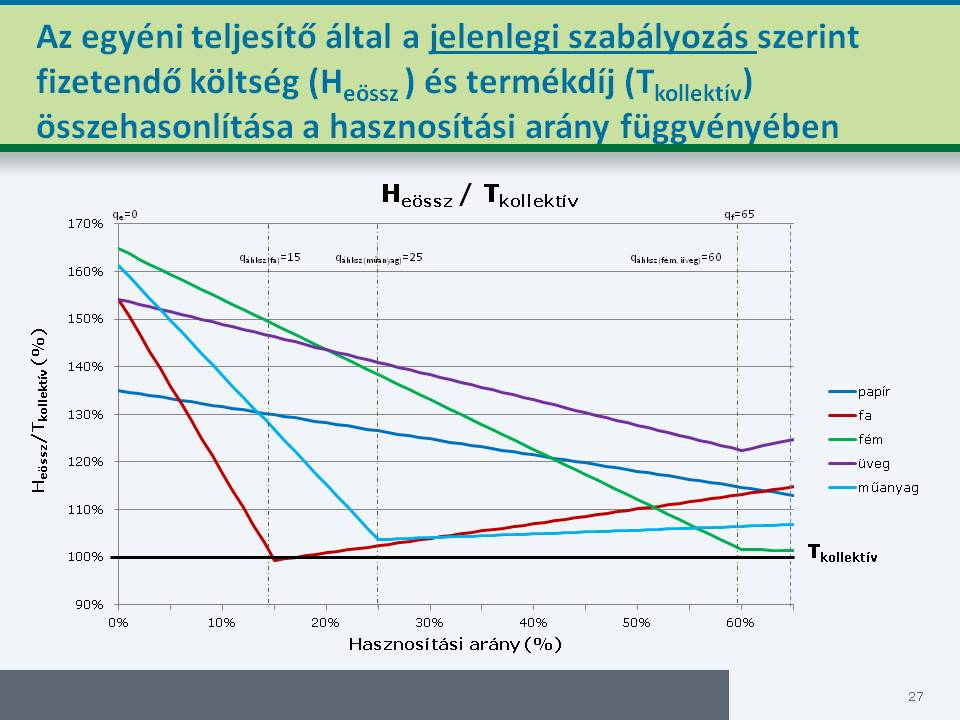 Az egyéni teljesítő által a jelenlegi szabályozás szerint
fizetendő költség (Heössz ) és termékdíj (Tkollektív)
összehasonlítása a hasznosítási arány függvényében
Heössz / Tkollektív
qe=0
qf=65
170%
qáhksz(fa)=15
qáhksz(műanyag)=25
qáhksz(fém, üveg)=60
160%
150%
140%
130%
120%
110%
100%
90%
Heössz/Tkollektív (%)
papír
fa
fém
üveg
műanyag
Tkollektív
0%
10%
20%
30%
40%
50%
60%
Hasznosítási arány (%)
27